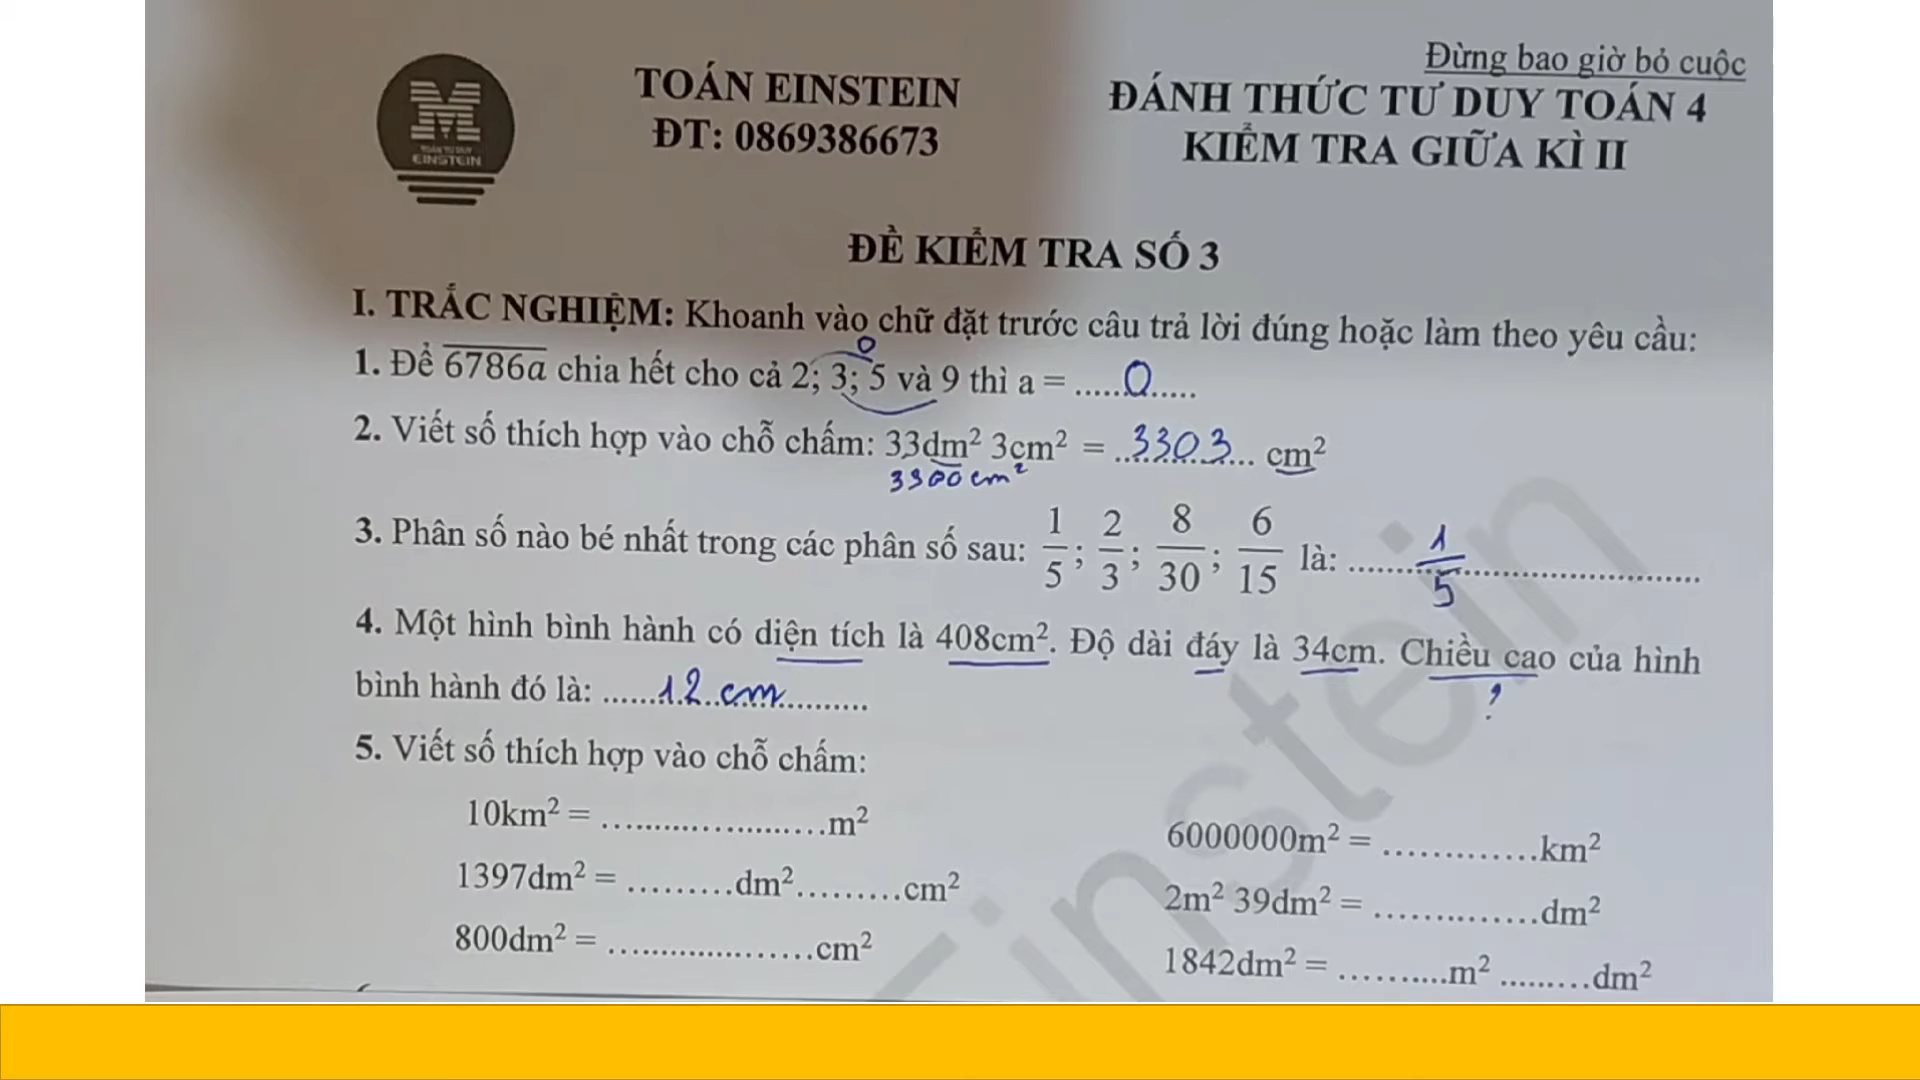 Đừng bao giờ bỏ cuộc
TOÁN EINSTEIN
ĐT: 0869386673
ĐÁNH THỨC TƯ DUY TOÁN 4
KIỂM TRA GIỮA KÌ II
M
TOÁN TƯ DUY
EINSTEIN
ĐỀ KIỂM TRA SỐ 3
I. TRẮC NGHIỆM: Khoanh vào chữ đặt trước câu trả lời đúng hoặc làm theo yêu cầu:
0
1. Để 6786a chia hết cho cả 2; 3; 5 và 9 thì a = .....0.....
2. Viết số thích hợp vào chỗ chấm: 33dm² 3cm² = ..3303... cm²
3300cm²
3. Phân số nào bé nhất trong các phân số sau: 1/5; 2/3; 8/30; 6/15 là: ........1/5........................
4. Một hình bình hành có diện tích là 408cm². Độ dài đáy là 34cm. Chiều cao của hình
bình hành đó là: ......12 cm..........
?
5. Viết số thích hợp vào chỗ chấm:
10km² = ........................m²
6000000m² = ..............km²
1397dm² = .........dm².........cm²
2m² 39dm² = ...............dm²
800dm² = .....................cm²
1842dm² = ..........m² .........dm²
Einstein